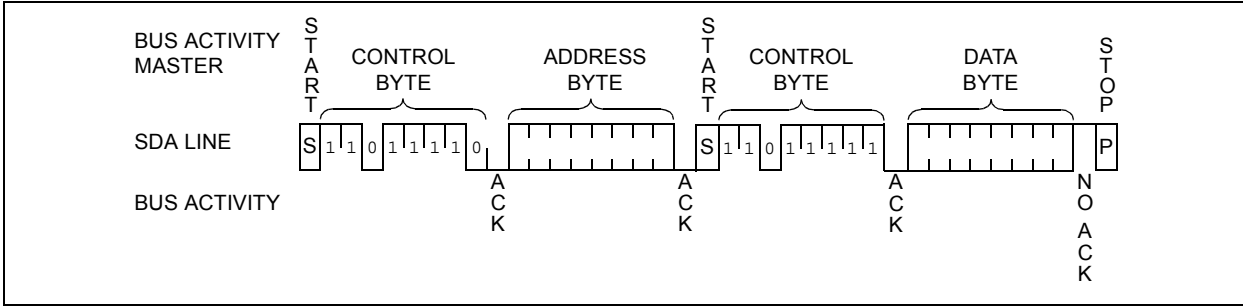 BUS ACTIVITY
MASTER
START
CONTROL
BYTE
ADDRESS
BYTE
START
CONTROL
BYTE
DATA
BYTE
STOP
SDA LINE
S 1 1 0 1 1 1 1 0
S 1 1 0 1 1 1 1 1
P
BUS ACTIVITY
ACK
ACK
ACK
NO ACK